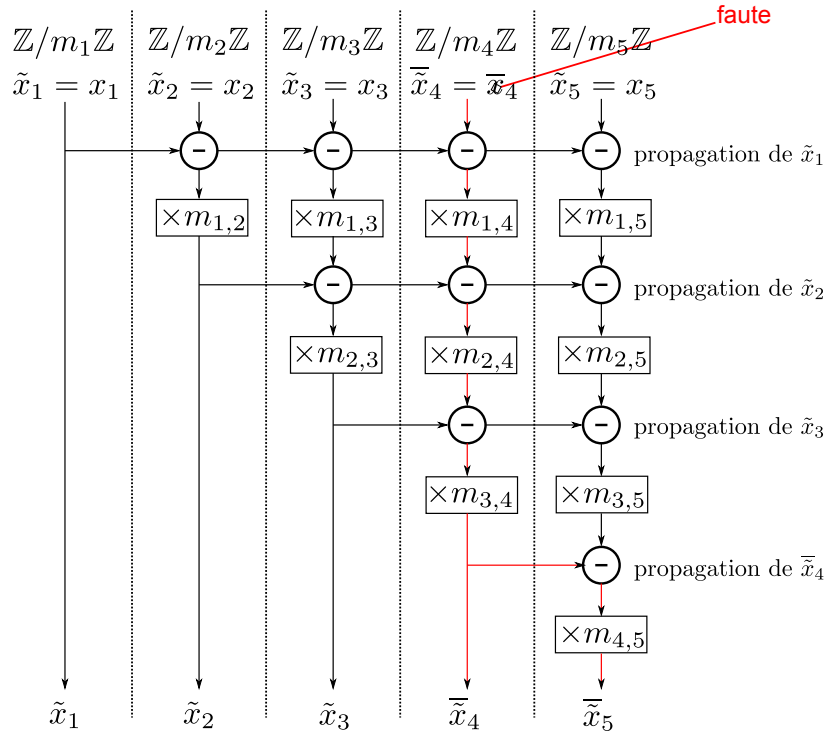 faute
ℤ/m₁ℤ ℤ/m₂ℤ ℤ/m₃ℤ ℤ/m₄ℤ ℤ/m₅ℤ
x̃₁ = x₁ x̃₂ = x₂ x̃₃ = x₃ x̃̅₄ = x̅₄ x̃₅ = x₅
− − − − propagation de x̃₁
×m₁,₂ ×m₁,₃ ×m₁,₄ ×m₁,₅
− − − propagation de x̃₂
×m₂,₃ ×m₂,₄ ×m₂,₅
− − propagation de x̃₃
×m₃,₄ ×m₃,₅
− propagation de x̃̅₄
×m₄,₅
x̃₁ x̃₂ x̃₃ x̃̅₄ x̃̅₅